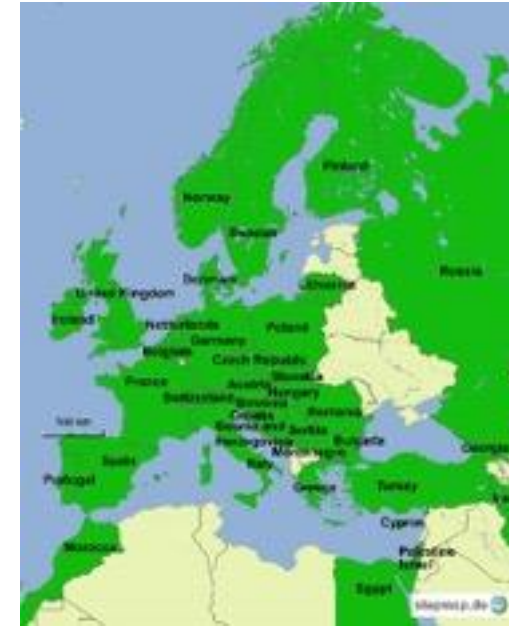 Finland
Norway
Sweden
Russia
Denmark
Lithuania
United Kingdom
Ireland
Netherlands
Poland
Germany
Belgium
Czech Republic
Slovakia
France
Austria
Hungary
Switzerland
Slovenia
Croatia
Romania
Bosnia and
Serbia
Herzegovina
Bulgaria
Montenegro
Georgia
Italy
Spain
Portugal
Greece
Turkey
Cyprus
Morocco
Palestine
Israel
Egypt
stepmap.de